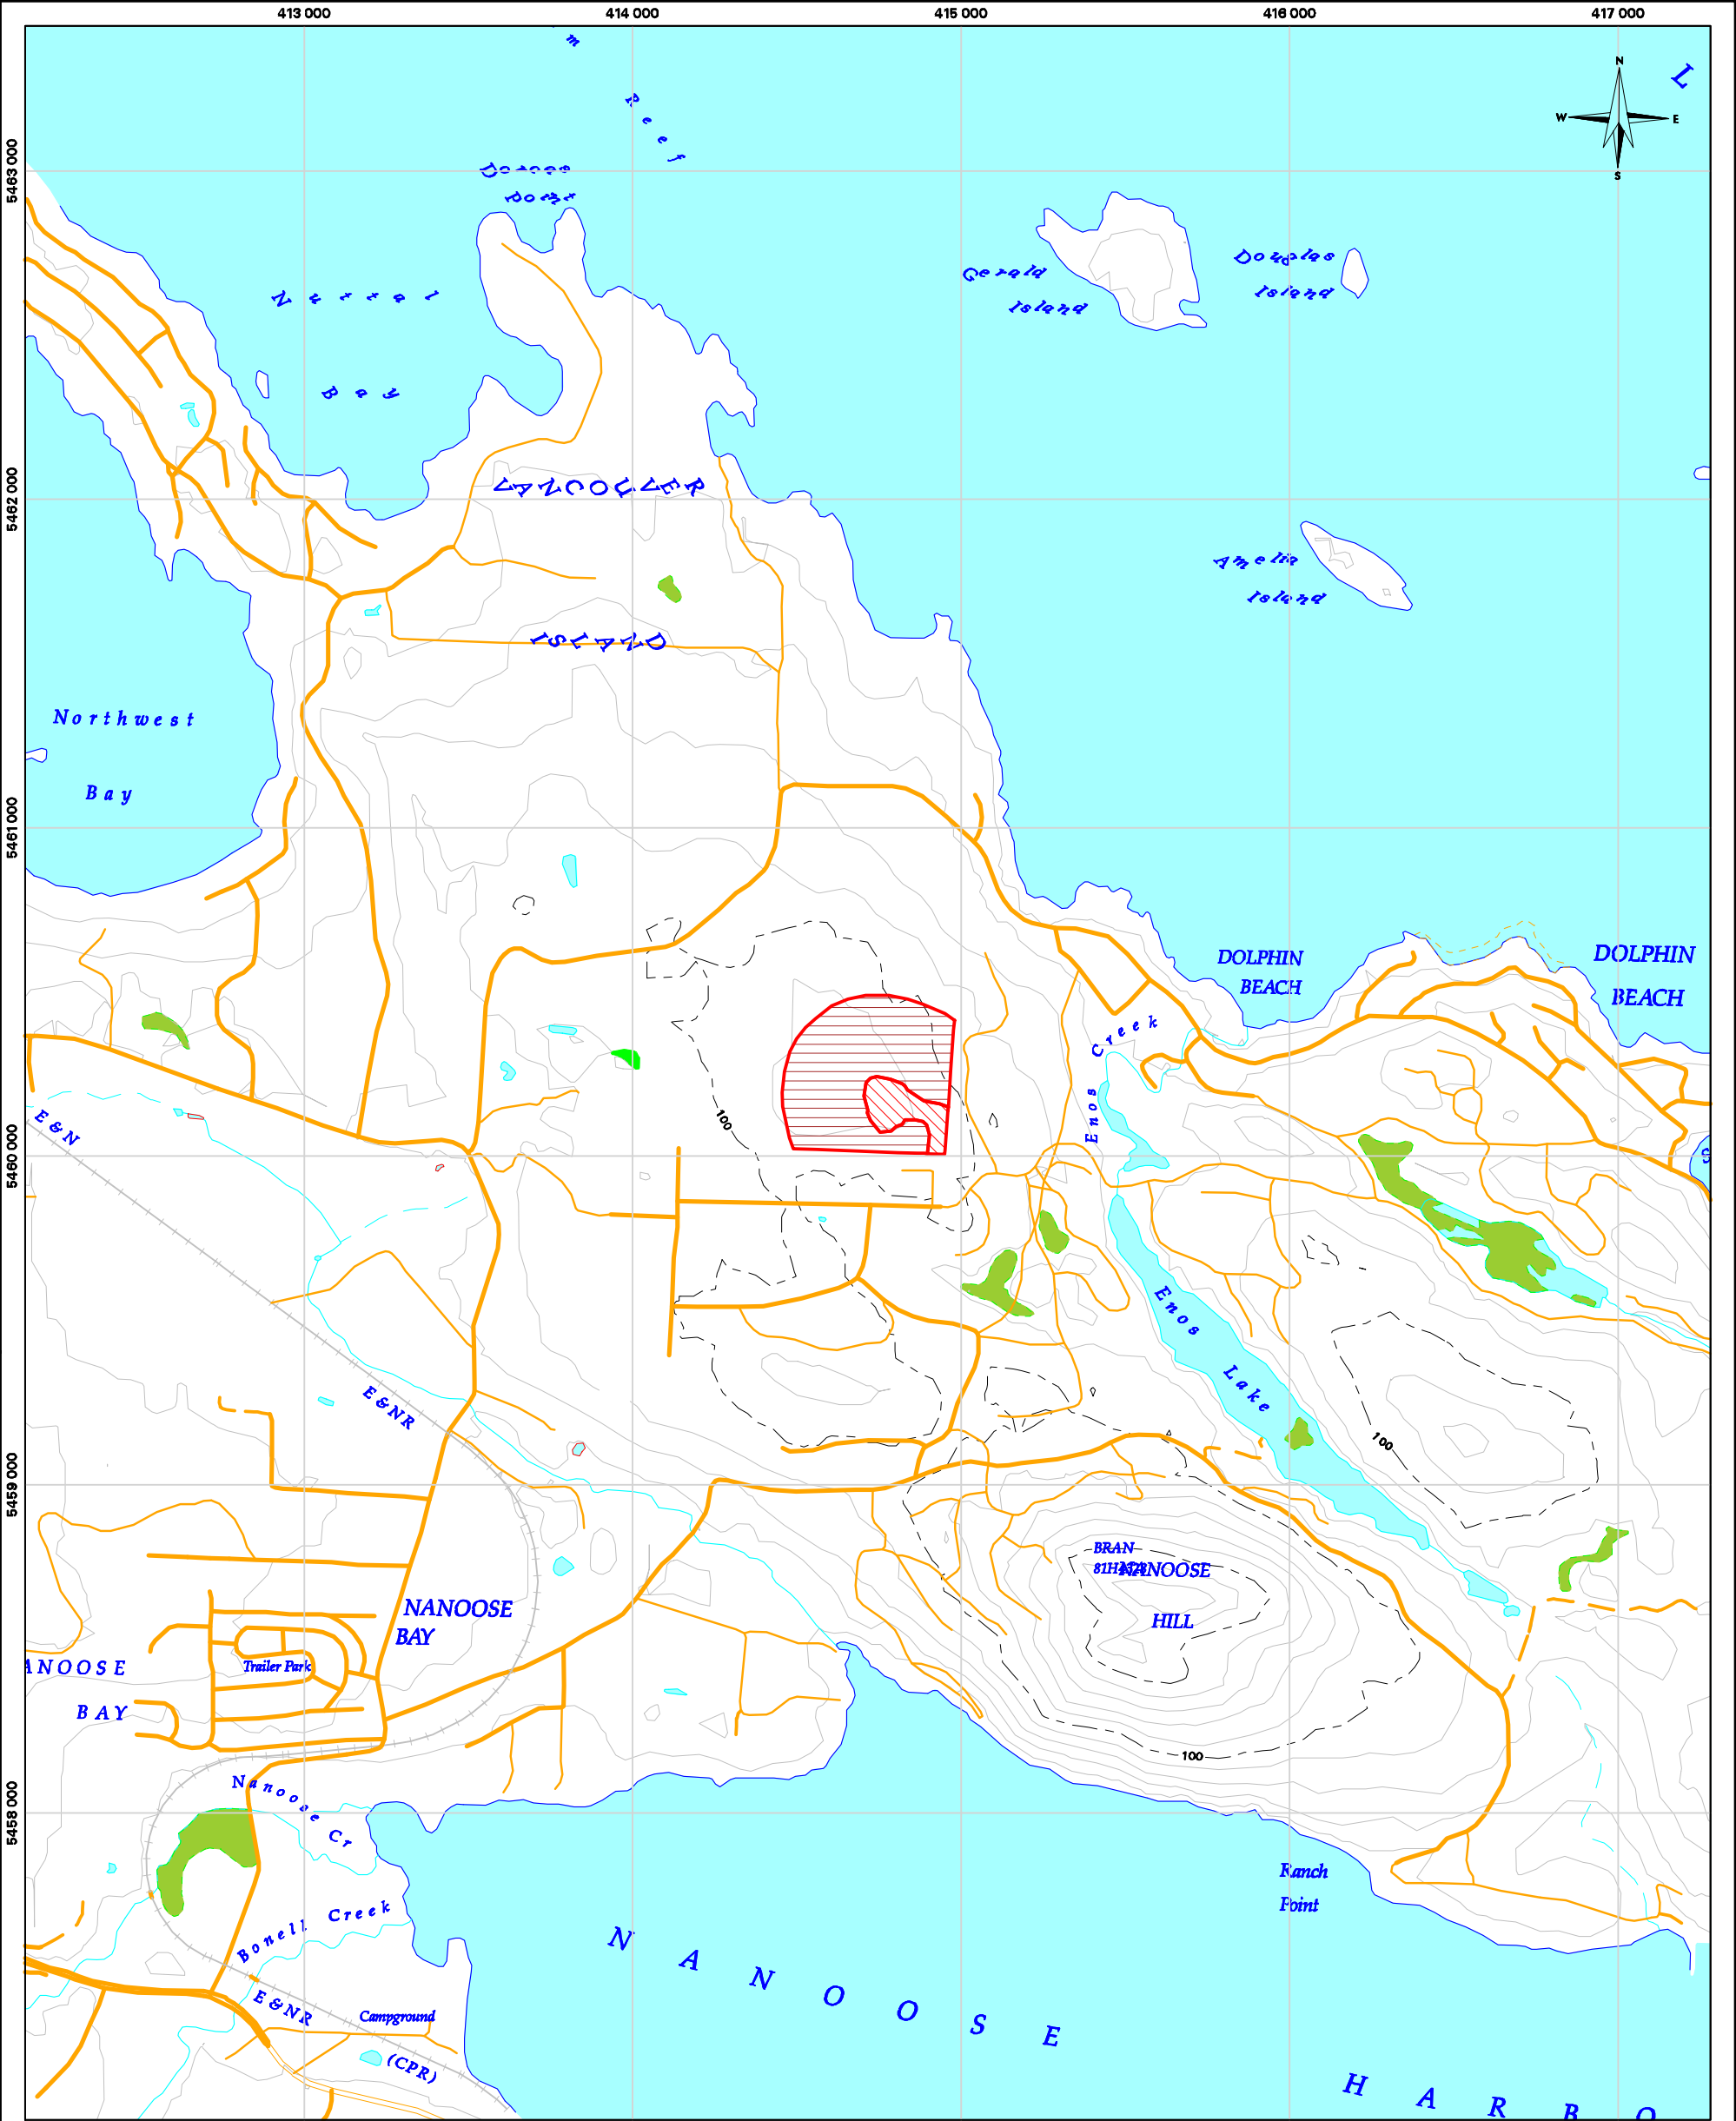 413 000 414 000 415 000 416 000 417 000
m
L
N
W E
S
Reef
5463 000
Dorcas
Point
Gerald
Island
Douglas
Island
Nuttal
Bay
5462 000
VANCOUVER
ISLAND
Amelia
Island
Northwest
Bay
5461 000
DOLPHIN
BEACH
DOLPHIN
BEACH
Enos Creek
100
E & N
5460 000
S
Enos
Lake
E & NR
100
5459 000
BRAN
NANOOSE
HILL
NANOOSE
BAY
Trailer Park
ANOOSE
BAY
100
Nanoose Cr
5458 000
Ranch
Point
Bonell Creek
E & NR
Campground
(CPR)
NANOOSE
HARBO